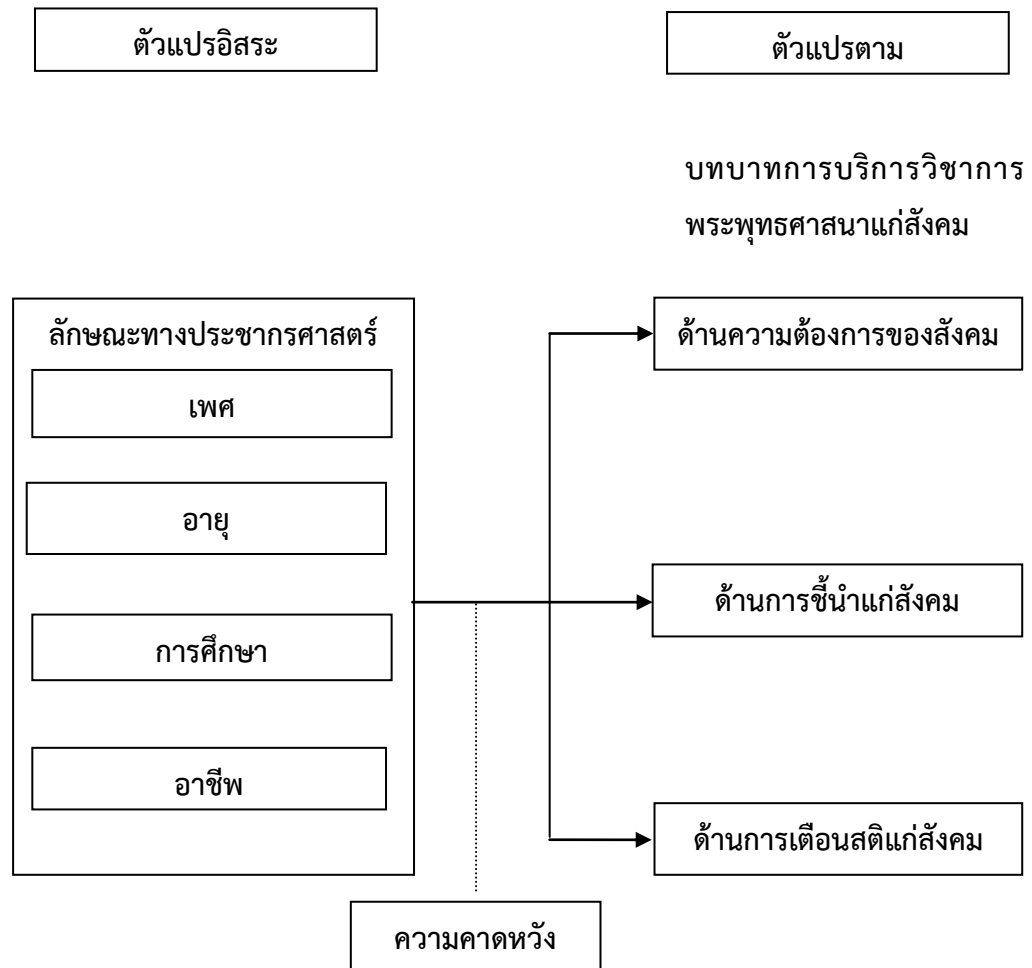 ตัวแปรอิสระ
ตัวแปรตาม
บทบาทการบริการวิชาการ
พระพุทธศาสนาแก่สังคม
ลักษณะทางประชากรศาสตร์
เพศ
อายุ
การศึกษา
อาชีพ
ด้านความต้องการของสังคม
ด้านการชี้นำแก่สังคม
ด้านการเตือนสติแก่สังคม
ความคาดหวัง